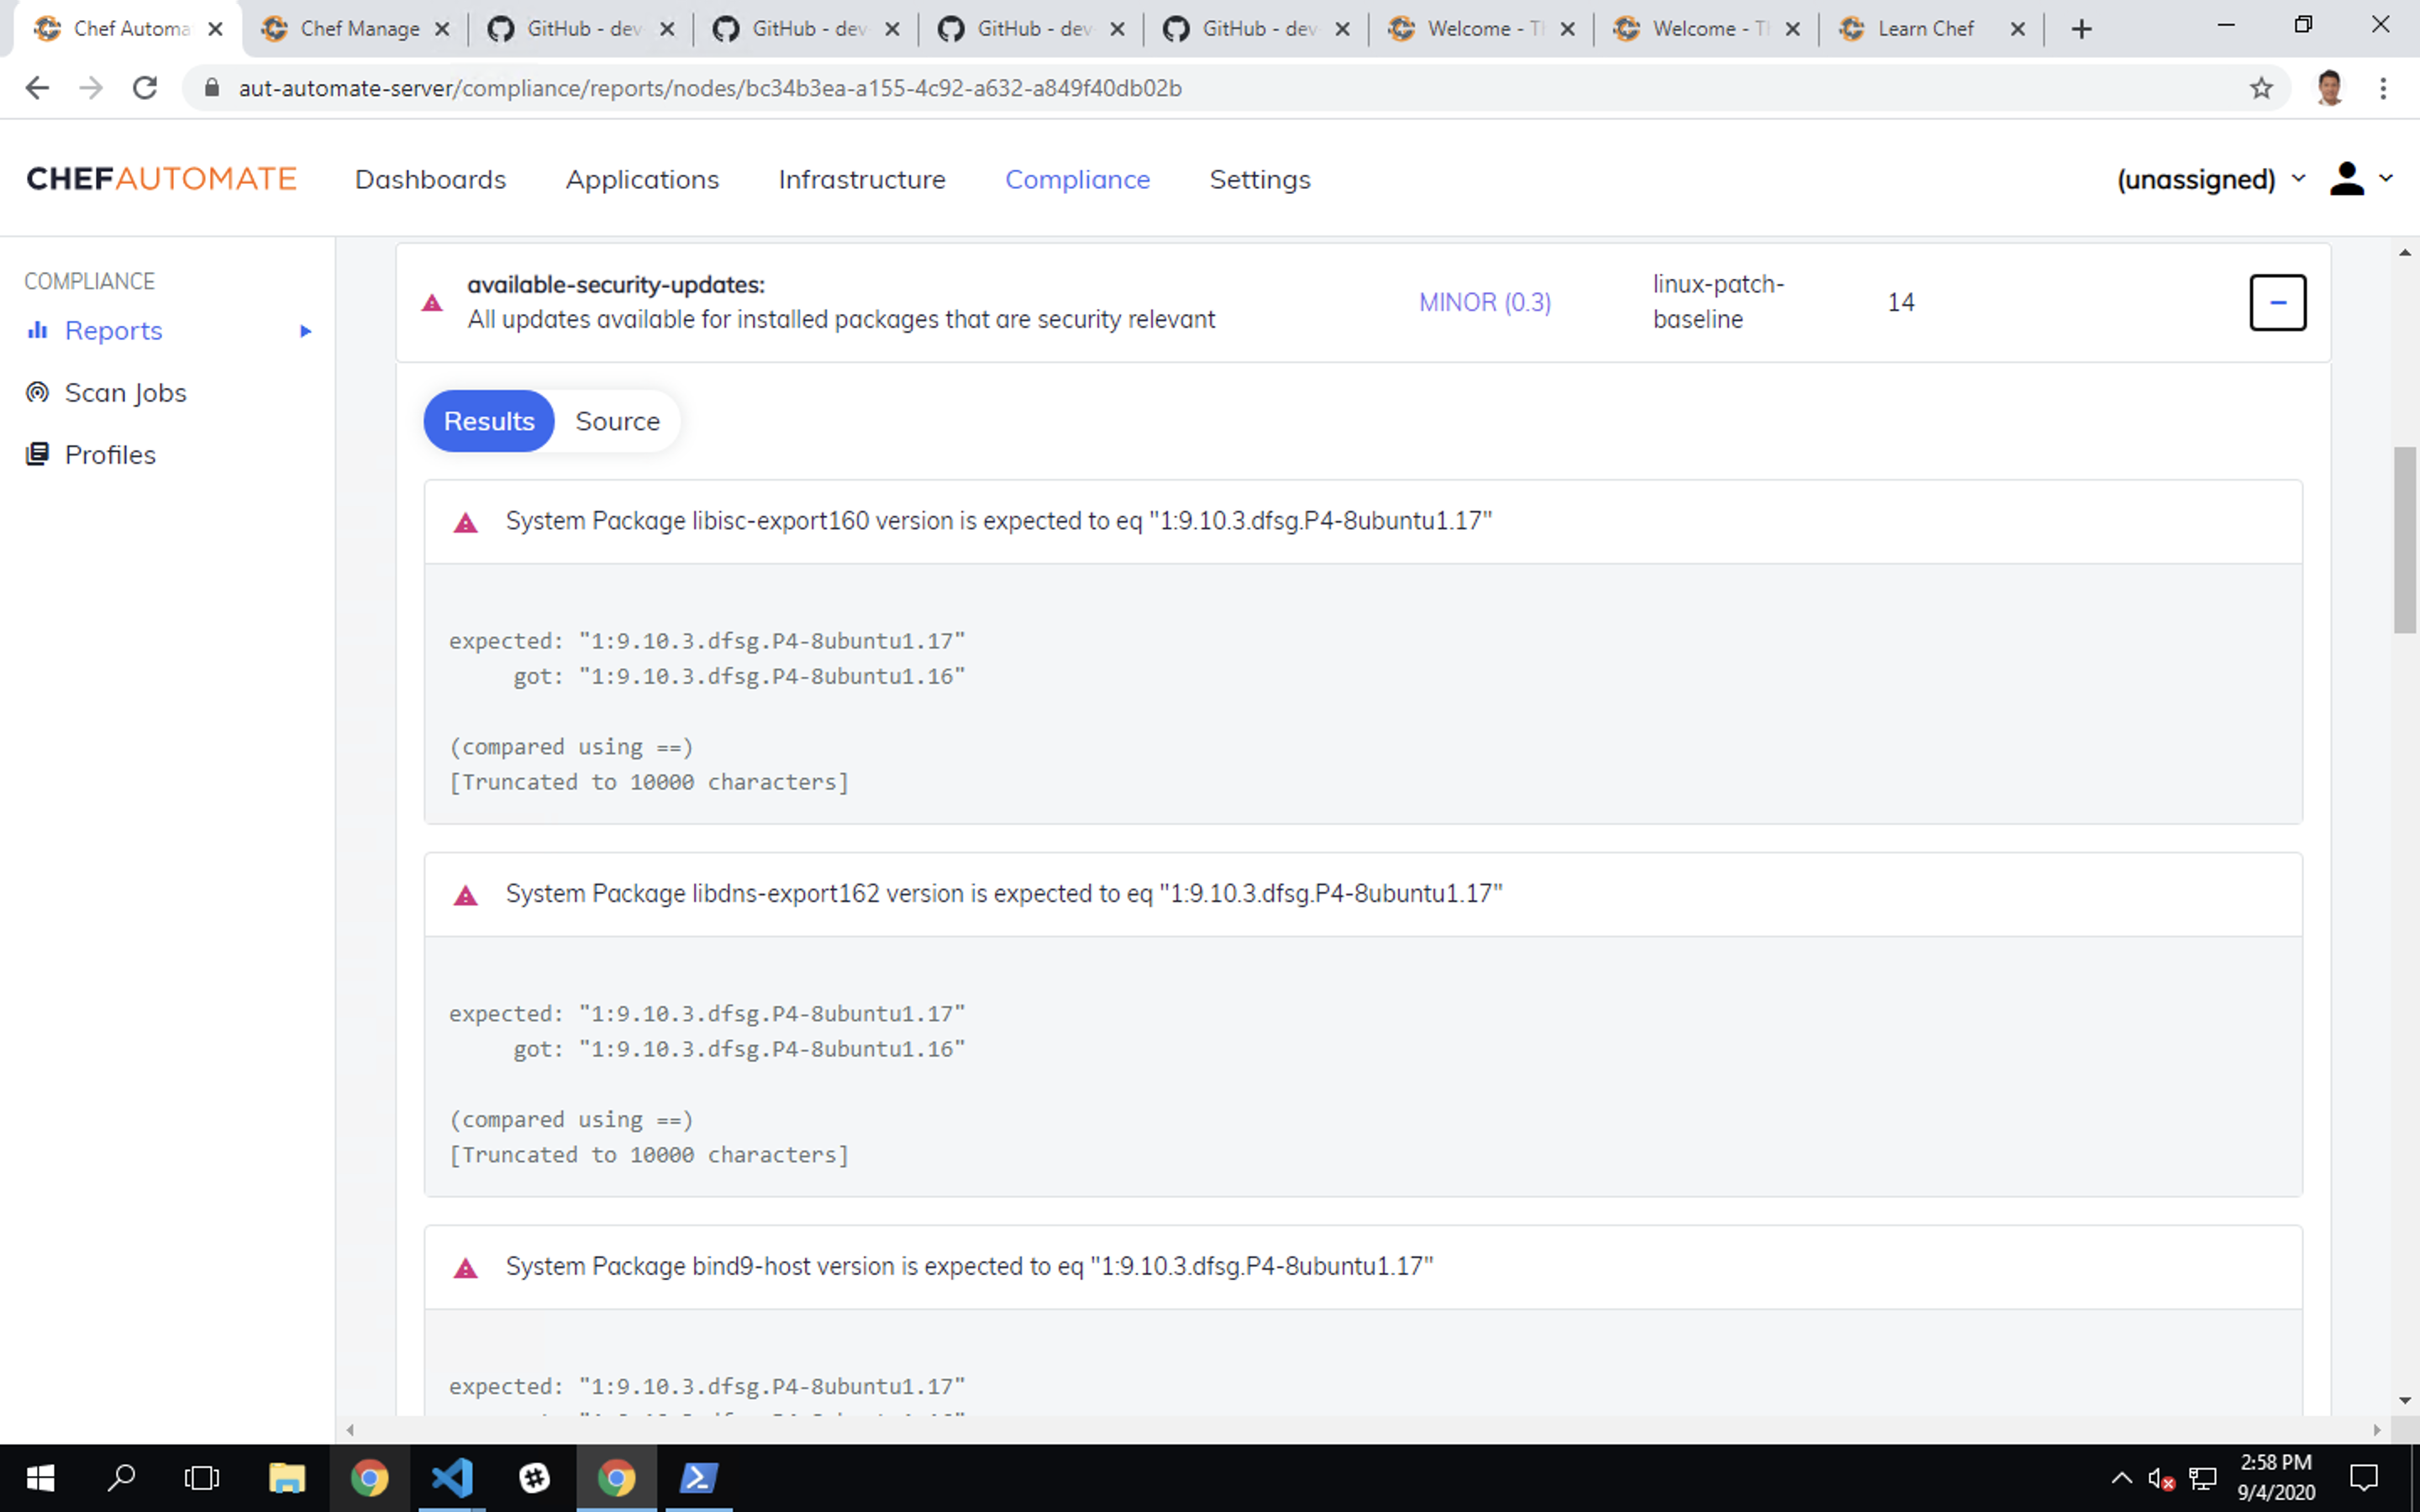 Chef Automa
Chef Manage
GitHub - dev
GitHub - dev
GitHub - dev
GitHub - dev
Welcome - Th
Welcome - Th
Learn Chef
aut-automate-server/compliance/reports/nodes/bc34b3ea-a155-4c92-a632-a849f40db02b
CHEFAUTOMATE
Dashboards
Applications
Infrastructure
Compliance
Settings
(unassigned)
COMPLIANCE
Reports
Scan Jobs
Profiles
available-security-updates:
All updates available for installed packages that are security relevant
MINOR (0.3)
linux-patch-
baseline
14
Results
Source
System Package libisc-export160 version is expected to eq "1:9.10.3.dfsg.P4-8ubuntu1.17"
expected: "1:9.10.3.dfsg.P4-8ubuntu1.17"
got: "1:9.10.3.dfsg.P4-8ubuntu1.16"
(compared using ==)
[Truncated to 10000 characters]
System Package libdns-export162 version is expected to eq "1:9.10.3.dfsg.P4-8ubuntu1.17"
expected: "1:9.10.3.dfsg.P4-8ubuntu1.17"
got: "1:9.10.3.dfsg.P4-8ubuntu1.16"
(compared using ==)
[Truncated to 10000 characters]
System Package bind9-host version is expected to eq "1:9.10.3.dfsg.P4-8ubuntu1.17"
expected: "1:9.10.3.dfsg.P4-8ubuntu1.17"
2:58 PM
9/4/2020